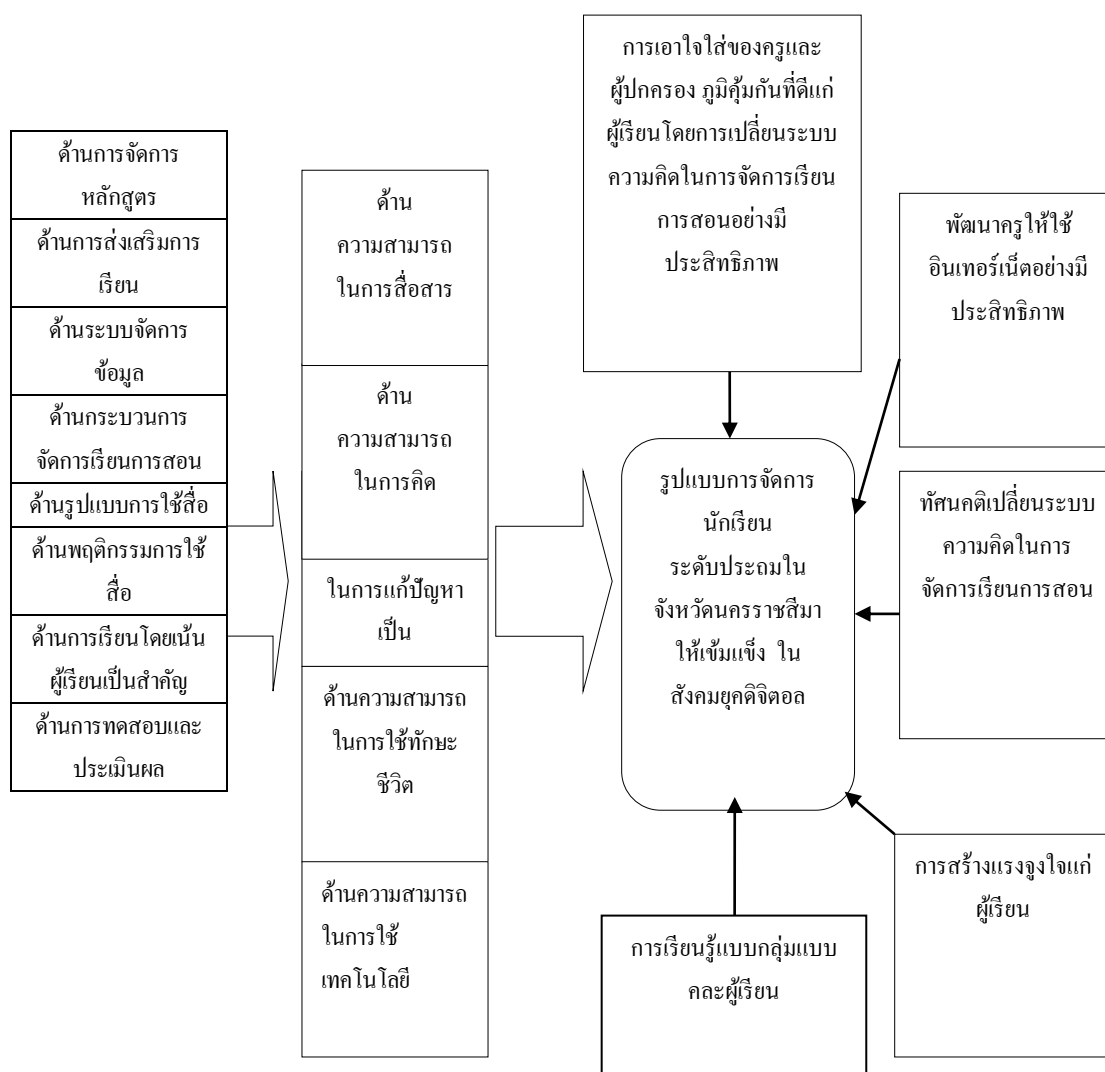 ด้านการจัดการ
หลักสูตร
ด้านการส่งเสริมการ
เรียน
ด้านระบบจัดการ
ข้อมูล
ด้านกระบวนการ
จัดการเรียนการสอน
ด้านรูปแบบการใช้สื่อ
ด้านพฤติกรรมการใช้
สื่อ
ด้านการเรียนโดยเน้น
ผู้เรียนเป็นสำคัญ
ด้านการทดสอบและ
ประเมินผล
ด้าน
ความสามารถ
ในการสื่อสาร
ด้าน
ความสามารถ
ในการคิด
ในการแก้ปัญหา
เป็น
ด้านความสามารถ
ในการใช้ทักษะ
ชีวิต
ด้านความสามารถ
ในการใช้
เทคโนโลยี
การเอาใจใส่ของครูและ
ผู้ปกครอง ภูมิคุ้มกันที่ดีแก่
ผู้เรียนโดยการเปลี่ยนระบบ
ความคิดในการจัดการเรียน
การสอนอย่างมี
ประสิทธิภาพ
รูปแบบการจัดการ
นักเรียน
ระดับประถมใน
จังหวัดนครราชสีมา
ให้เข้มแข็ง ใน
สังคมยุคดิจิตอล
การเรียนรู้แบบกลุ่มแบบ
คละผู้เรียน
พัฒนาครูให้ใช้
อินเทอร์เน็ตอย่างมี
ประสิทธิภาพ
ทัศนคติเปลี่ยนระบบ
ความคิดในการ
จัดการเรียนการสอน
การสร้างแรงจูงใจแก่
ผู้เรียน